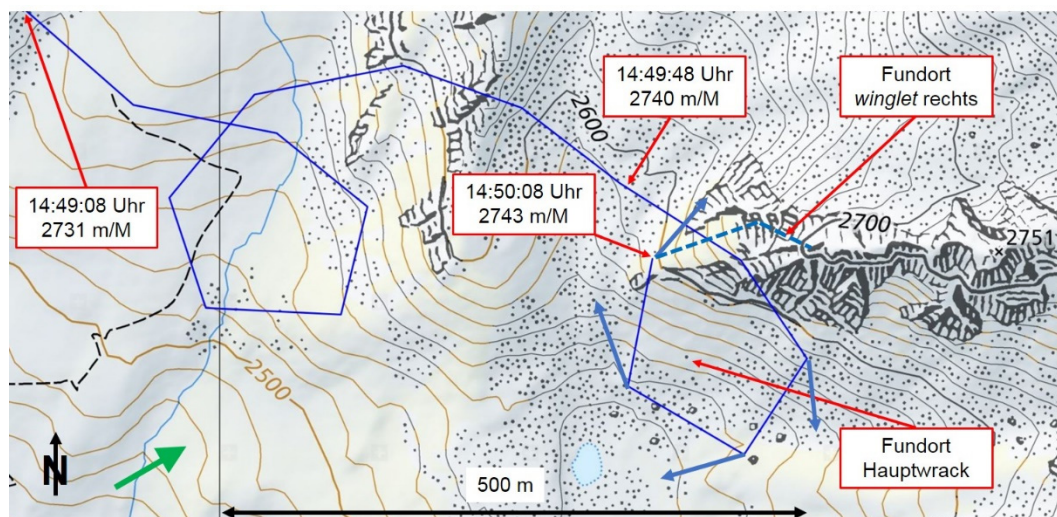 14:49:48 Uhr
2740 m/M
Fundort
winglet rechts
2600
14:49:08 Uhr
2731 m/M
14:50:08 Uhr
2743 m/M
2700
2751
2500
N
500 m
Fundort
Hauptwrack